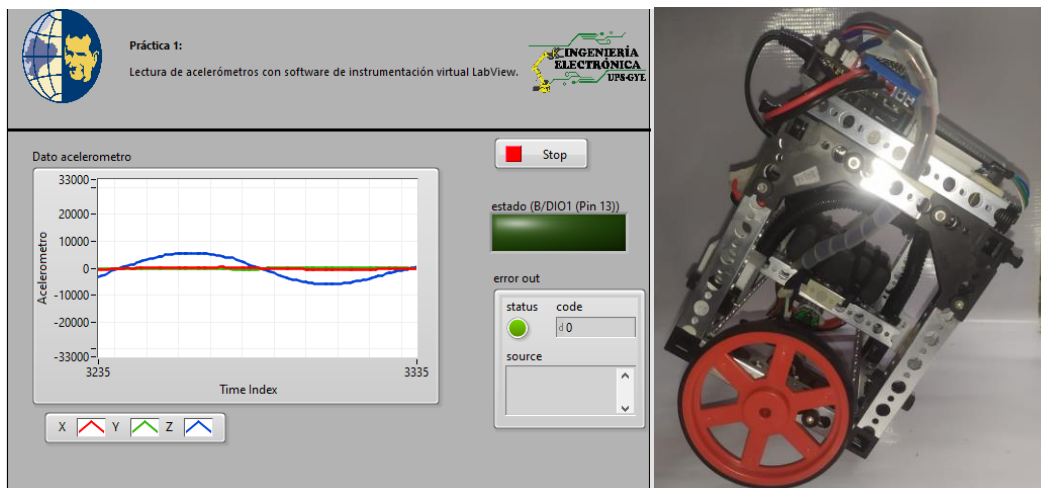 Práctica 1:
Lectura de acelerómetros con software de instrumentación virtual LabView.
INGENIERÍA
ELECTRÓNICA
UPS-GYE
Dato acelerometro
Stop
33000
20000
10000
0
-10000
-20000
-33000
Acelerometro
3235
3335
Time Index
X Y Z
estado (B/DIO1 (Pin 13))
error out
status code
d 0
source